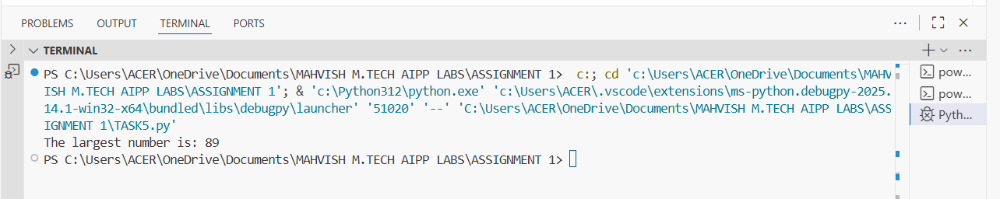 PROBLEMS OUTPUT TERMINAL PORTS
TERMINAL
PS C:\Users\ACER\OneDrive\Documents\MAHVISH M.TECH AIPP LABS\ASSIGNMENT 1>  c:; cd 'c:\Users\ACER\OneDrive\Documents\MAHV
ISH M.TECH AIPP LABS\ASSIGNMENT 1'; & 'c:\Python312\python.exe' 'c:\Users\ACER\.vscode\extensions\ms-python.debugpy-2025.
14.1-win32-x64\bundled\libs\debugpy\launcher' '51020' '--' 'C:\Users\ACER\OneDrive\Documents\MAHVISH M.TECH AIPP LABS\ASS
IGNMENT 1\TASK5.py'
The largest number is: 89
PS C:\Users\ACER\OneDrive\Documents\MAHVISH M.TECH AIPP LABS\ASSIGNMENT 1>
pow...
pow...
Pyth...